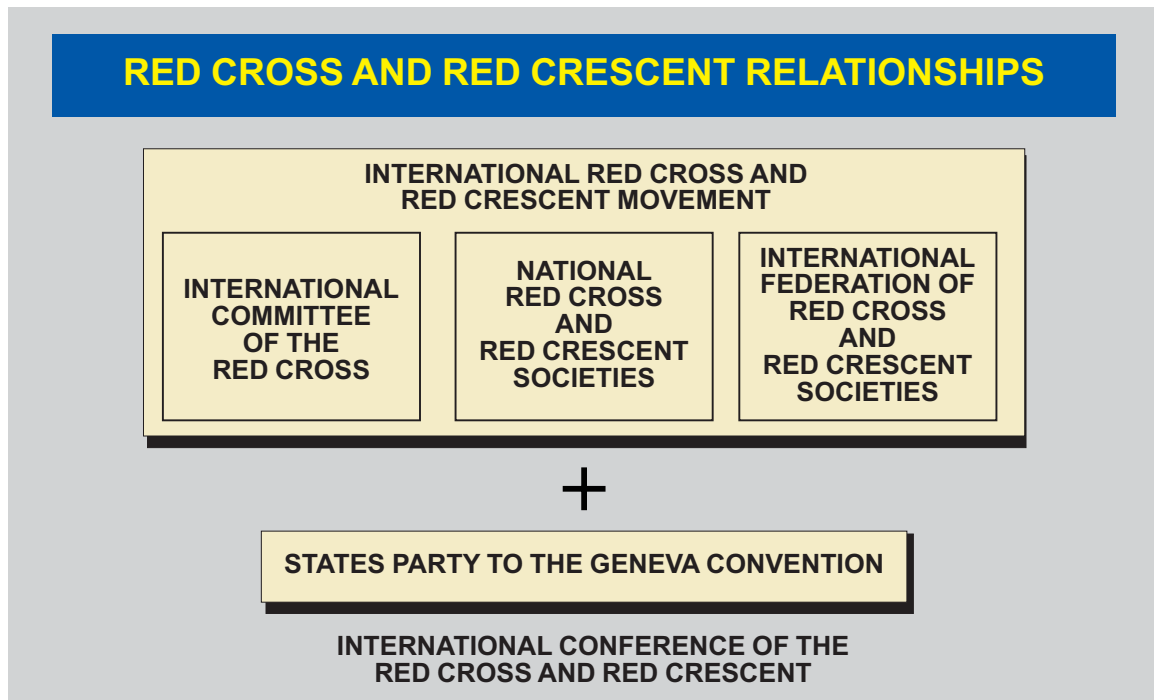 RED CROSS AND RED CRESCENT RELATIONSHIPS
INTERNATIONAL RED CROSS AND
RED CRESCENT MOVEMENT
INTERNATIONAL
COMMITTEE
OF THE
RED CROSS
NATIONAL
RED CROSS
AND
RED CRESCENT
SOCIETIES
INTERNATIONAL
FEDERATION OF
RED CROSS
AND
RED CRESCENT
SOCIETIES
+
STATES PARTY TO THE GENEVA CONVENTION
INTERNATIONAL CONFERENCE OF THE
RED CROSS AND RED CRESCENT